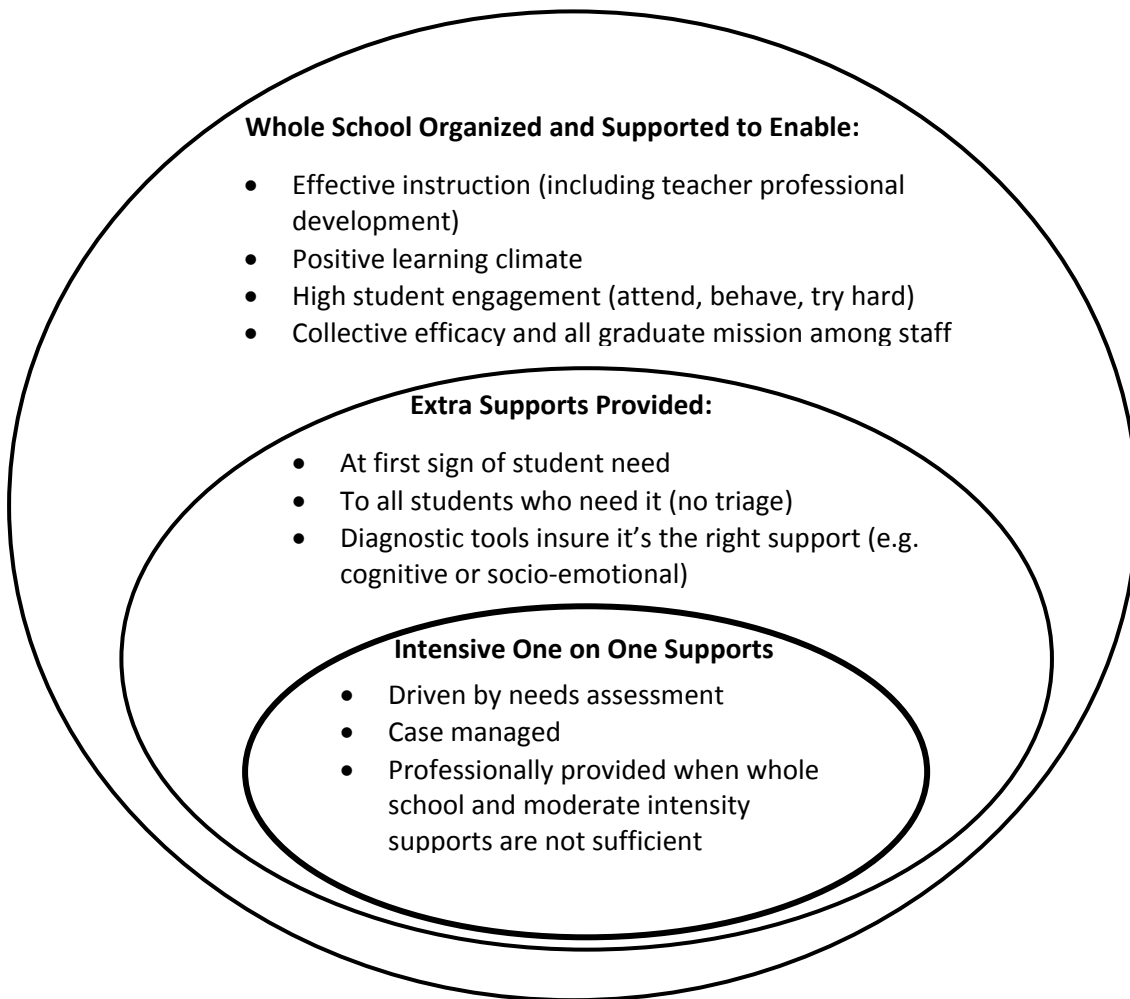 Whole School Organized and Supported to Enable:
• Effective instruction (including teacher professional
development)
• Positive learning climate
• High student engagement (attend, behave, try hard)
• Collective efficacy and all graduate mission among staff
Extra Supports Provided:
• At first sign of student need
• To all students who need it (no triage)
• Diagnostic tools insure it’s the right support (e.g.
cognitive or socio-emotional)
Intensive One on One Supports
• Driven by needs assessment
• Case managed
• Professionally provided when whole
school and moderate intensity
supports are not sufficient